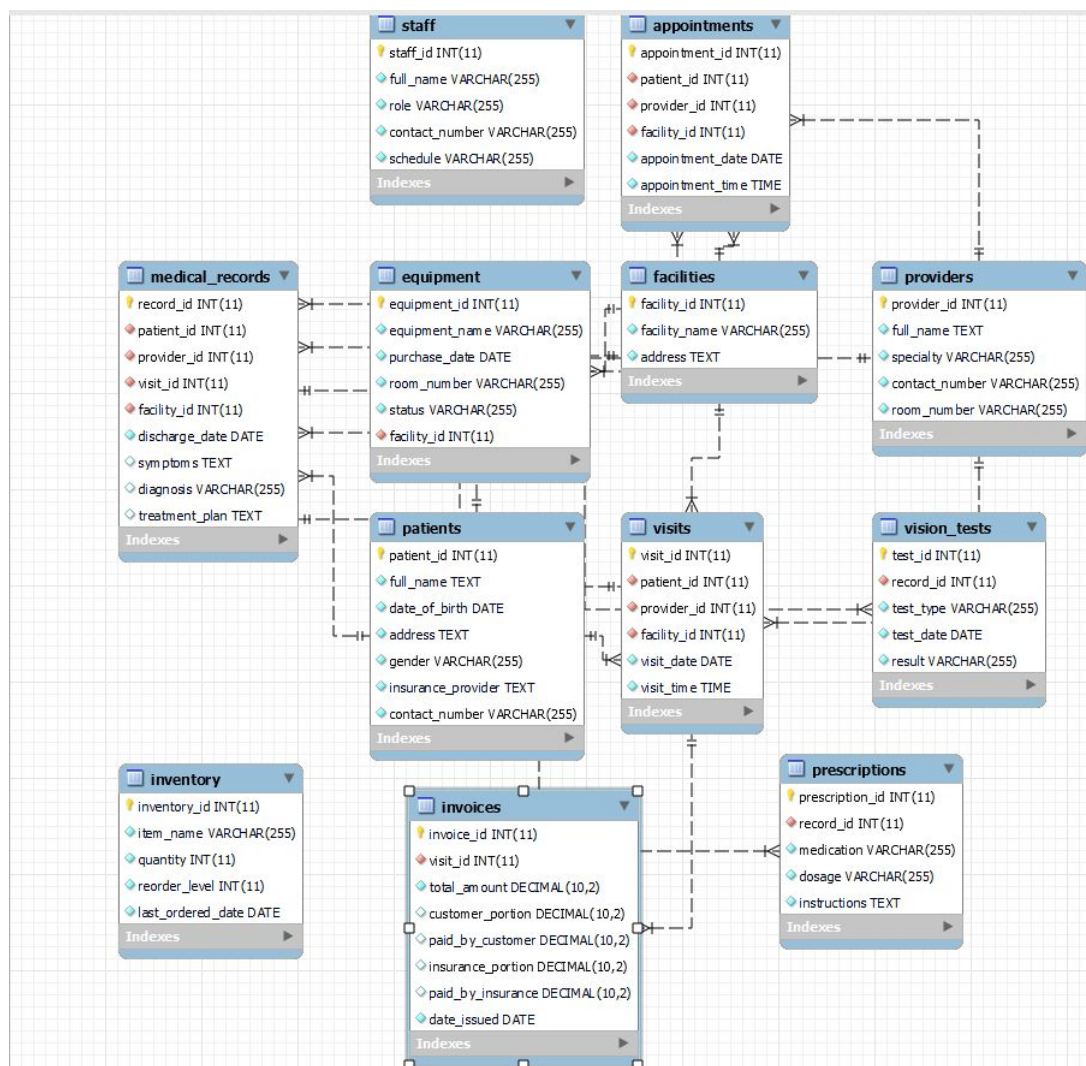 staff
staff_id INT(11)
full_name VARCHAR(255)
role VARCHAR(255)
contact_number VARCHAR(255)
schedule VARCHAR(255)
Indexes
appointments
appointment_id INT(11)
patient_id INT(11)
provider_id INT(11)
facility_id INT(11)
appointment_date DATE
appointment_time TIME
Indexes
medical_records
record_id INT(11)
patient_id INT(11)
provider_id INT(11)
visit_id INT(11)
facility_id INT(11)
discharge_date DATE
symptoms TEXT
diagnosis VARCHAR(255)
treatment_plan TEXT
Indexes
equipment
equipment_id INT(11)
equipment_name VARCHAR(255)
purchase_date DATE
room_number VARCHAR(255)
status VARCHAR(255)
facility_id INT(11)
Indexes
facilities
facility_id INT(11)
facility_name VARCHAR(255)
address TEXT
Indexes
providers
provider_id INT(11)
full_name TEXT
specialty VARCHAR(255)
contact_number VARCHAR(255)
room_number VARCHAR(255)
Indexes
patients
patient_id INT(11)
full_name TEXT
date_of_birth DATE
address TEXT
gender VARCHAR(255)
insurance_provider TEXT
contact_number VARCHAR(255)
Indexes
visits
visit_id INT(11)
patient_id INT(11)
provider_id INT(11)
facility_id INT(11)
visit_date DATE
visit_time TIME
Indexes
vision_tests
test_id INT(11)
record_id INT(11)
test_type VARCHAR(255)
test_date DATE
result VARCHAR(255)
Indexes
inventory
inventory_id INT(11)
item_name VARCHAR(255)
quantity INT(11)
reorder_level INT(11)
last_ordered_date DATE
Indexes
invoices
invoice_id INT(11)
visit_id INT(11)
total_amount DECIMAL(10,2)
customer_portion DECIMAL(10,2)
paid_by_customer DECIMAL(10,2)
insurance_portion DECIMAL(10,2)
paid_by_insurance DECIMAL(10,2)
date_issued DATE
Indexes
prescriptions
prescription_id INT(11)
record_id INT(11)
medication VARCHAR(255)
dosage VARCHAR(255)
instructions TEXT
Indexes